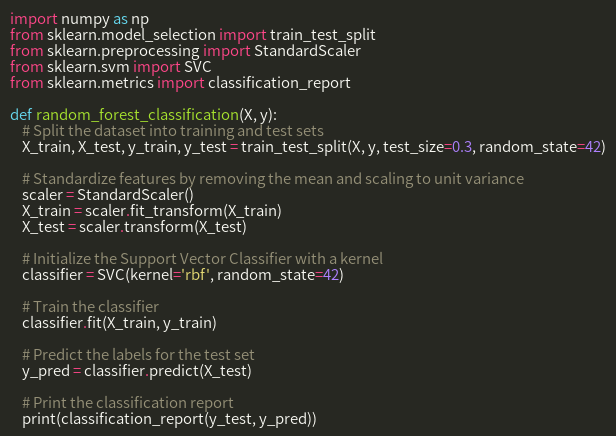 import numpy as np
from sklearn.model_selection import train_test_split
from sklearn.preprocessing import StandardScaler
from sklearn.svm import SVC
from sklearn.metrics import classification_report

def random_forest_classification(X, y):
    # Split the dataset into training and test sets
    X_train, X_test, y_train, y_test = train_test_split(X, y, test_size=0.3, random_state=42)

    # Standardize features by removing the mean and scaling to unit variance
    scaler = StandardScaler()
    X_train = scaler.fit_transform(X_train)
    X_test = scaler.transform(X_test)

    # Initialize the Support Vector Classifier with a kernel
    classifier = SVC(kernel='rbf', random_state=42)

    # Train the classifier
    classifier.fit(X_train, y_train)

    # Predict the labels for the test set
    y_pred = classifier.predict(X_test)

    # Print the classification report
    print(classification_report(y_test, y_pred))